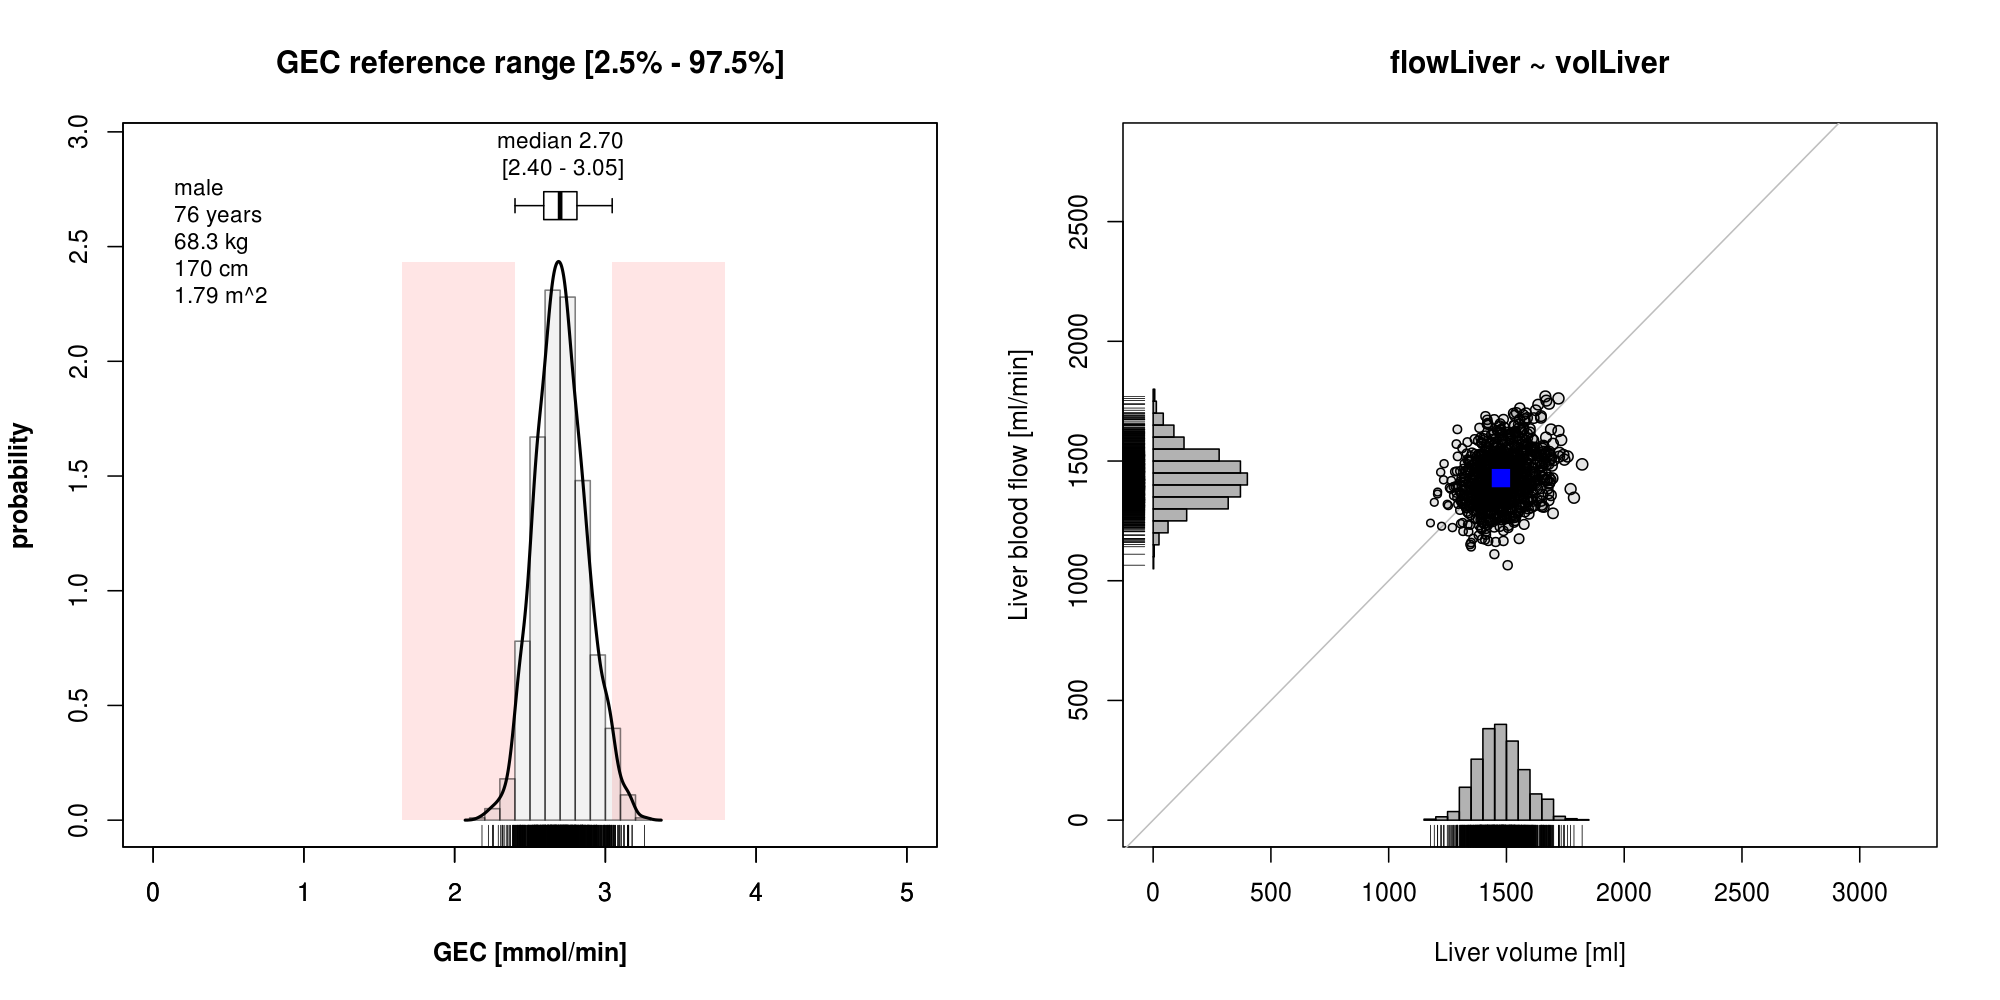 GEC reference range [2.5% - 97.5%]
median 2.70
[2.40 - 3.05]
male
76 years
68.3 kg
170 cm
1.79 m^2
probability
3.0
2.5
2.0
1.5
1.0
0.5
0.0
0 1 2 3 4 5
GEC [mmol/min]
flowLiver ~ volLiver
Liver blood flow [ml/min]
2500
2000
1500
1000
500
0
0 500 1000 1500 2000 2500 3000
Liver volume [ml]